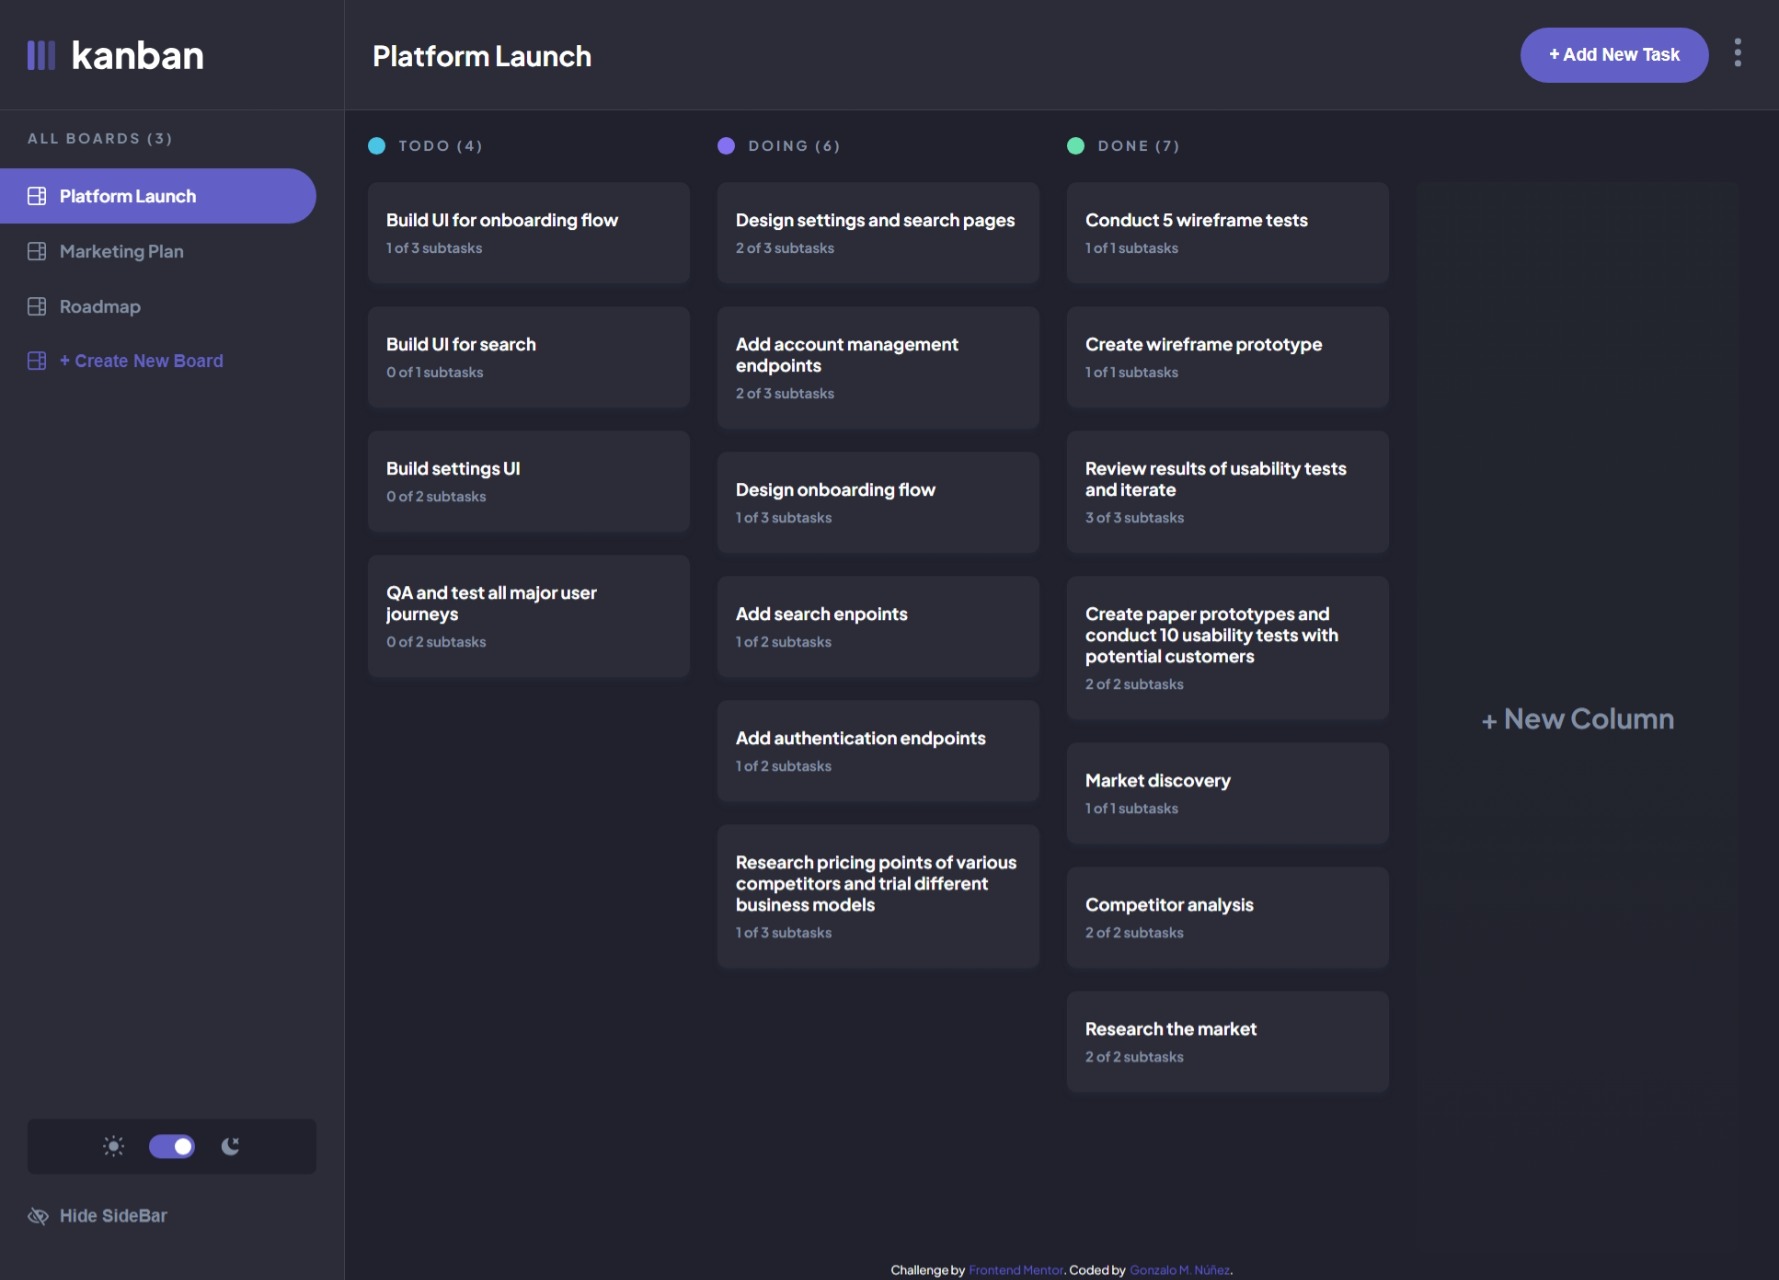 kanban
Platform Launch
+ Add New Task
ALL BOARDS (3)
Platform Launch
Marketing Plan
Roadmap
+ Create New Board
Hide SideBar
TODO (4)
Build UI for onboarding flow
1 of 3 subtasks
Build UI for search
0 of 1 subtasks
Build settings UI
0 of 2 subtasks
QA and test all major user
journeys
0 of 2 subtasks
DOING (6)
Design settings and search pages
2 of 3 subtasks
Add account management
endpoints
2 of 3 subtasks
Design onboarding flow
1 of 3 subtasks
Add search enpoints
1 of 2 subtasks
Add authentication endpoints
1 of 2 subtasks
Research pricing points of various
competitors and trial different
business models
1 of 3 subtasks
DONE (7)
Conduct 5 wireframe tests
1 of 1 subtasks
Create wireframe prototype
1 of 1 subtasks
Review results of usability tests
and iterate
3 of 3 subtasks
Create paper prototypes and
conduct 10 usability tests with
potential customers
2 of 2 subtasks
Market discovery
1 of 1 subtasks
Competitor analysis
2 of 2 subtasks
Research the market
2 of 2 subtasks
+ New Column
Challenge by Frontend Mentor. Coded by Gonzalo M. Núñez.